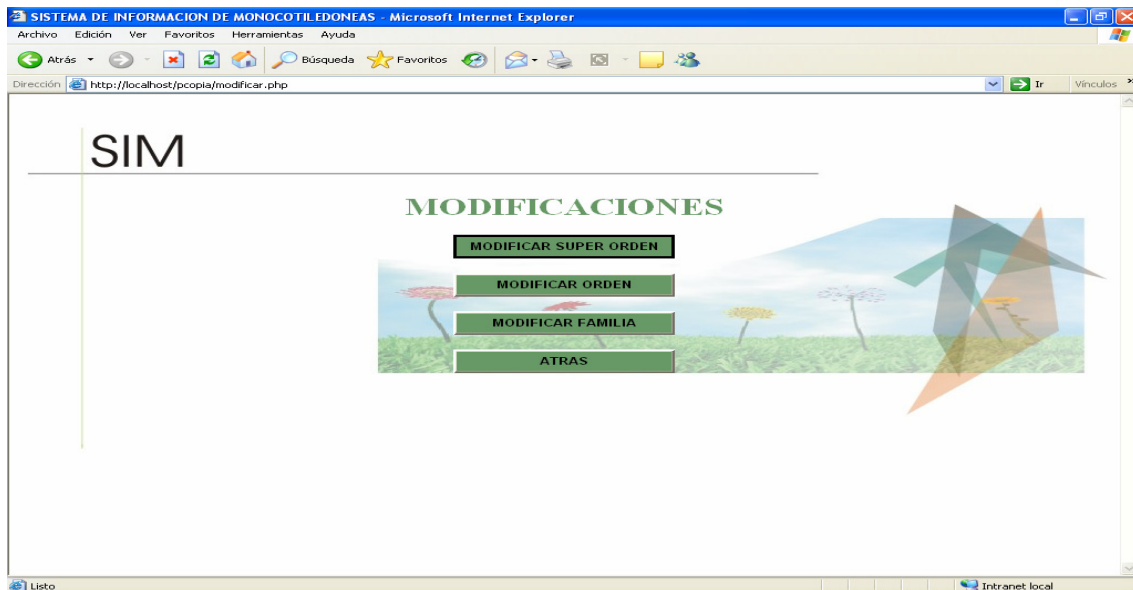 SISTEMA DE INFORMACION DE MONOCOTILEDONEAS - Microsoft Internet Explorer
Archivo Edición Ver Favoritos Herramientas Ayuda
Atrás Búsqueda Favoritos
Dirección http://localhost/pcopia/modificar.php Ir Vínculos »
SIM
MODIFICACIONES
MODIFICAR SUPER ORDEN
MODIFICAR ORDEN
MODIFICAR FAMILIA
ATRAS
Listo Intranet local